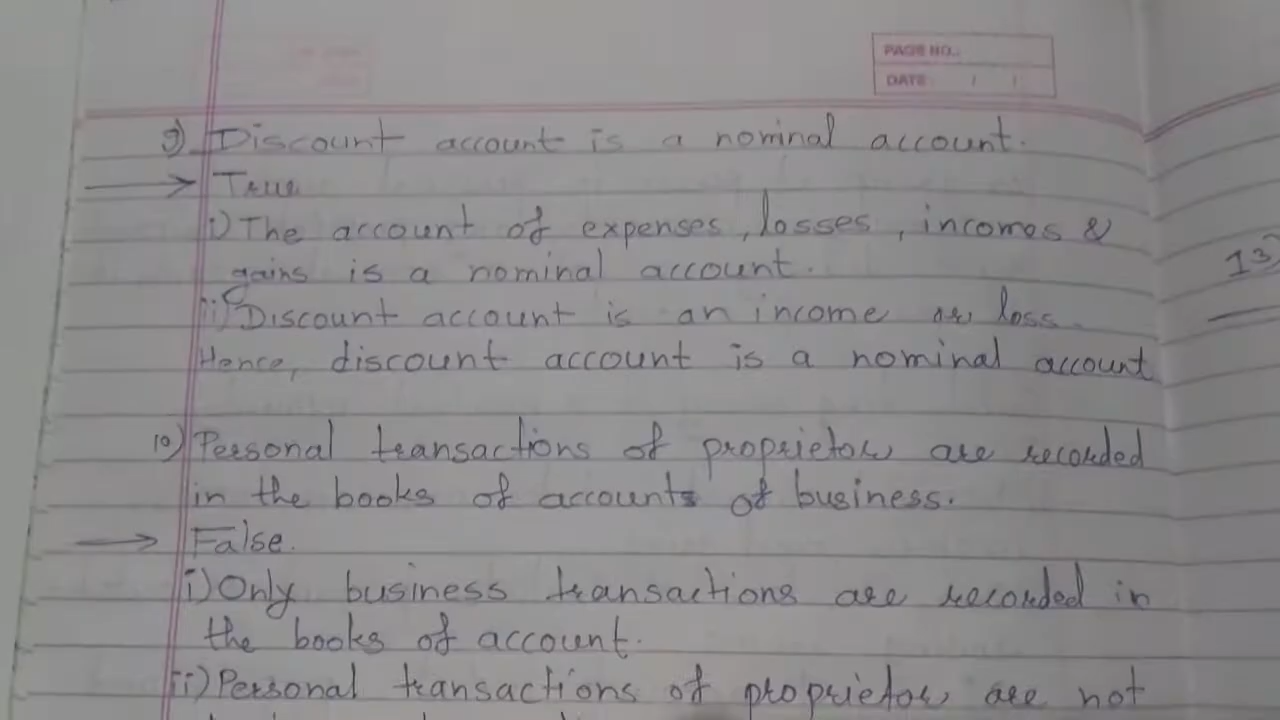 PAGE NO.:
DATE / /
9) Discount account is a nominal account.
→ True
i) The account of expenses, losses, incomes &
gains is a nominal account.
ii) Discount account is an income or loss.
Hence, discount account is a nominal account
13)
10) Personal transactions of proprietor are recorded
in the books of accounts of business.
→ False.
i) Only business transactions are recorded in
the books of account.
ii) Personal transactions of proprietor are not